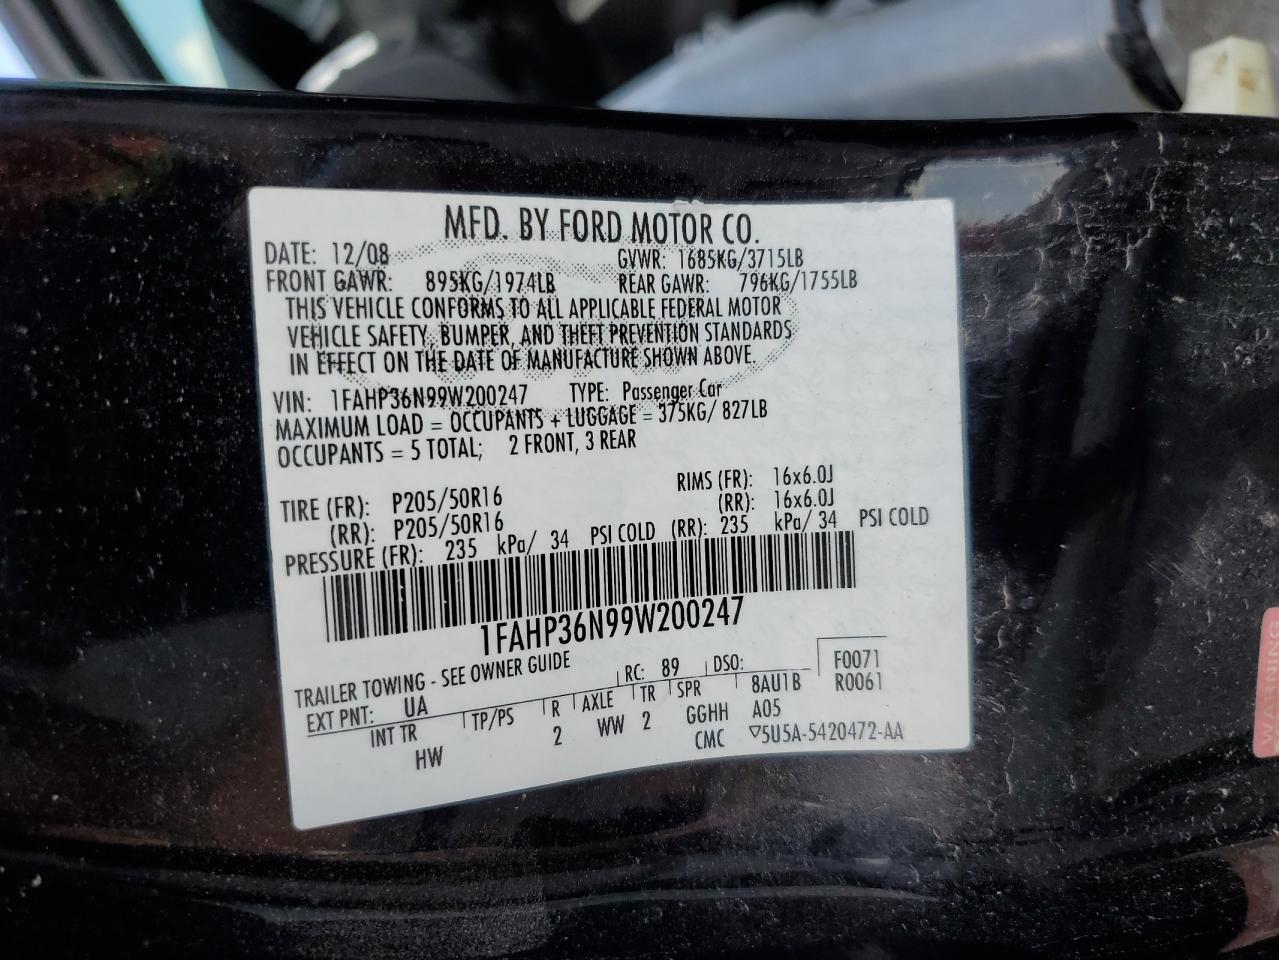 MFD. BY FORD MOTOR CO.
DATE: 12/08 GVWR: 1685KG/3715LB
FRONT GAWR: 895KG/1974LB REAR GAWR: 796KG/1755LB
THIS VEHICLE CONFORMS TO ALL APPLICABLE FEDERAL MOTOR
VEHICLE SAFETY, BUMPER, AND THEFT PREVENTION STANDARDS
IN EFFECT ON THE DATE OF MANUFACTURE SHOWN ABOVE.
VIN: 1FAHP36N99W200247 TYPE: Passenger Car
MAXIMUM LOAD = OCCUPANTS + LUGGAGE = 375KG/ 827LB
OCCUPANTS = 5 TOTAL; 2 FRONT, 3 REAR
TIRE (FR): P205/50R16 RIMS (FR): 16x6.0J
(RR): P205/50R16 (RR): 16x6.0J
PRESSURE (FR): 235 kPa/ 34 PSI COLD (RR): 235 kPa/ 34 PSI COLD
1FAHP36N99W200247
TRAILER TOWING - SEE OWNER GUIDE
EXT PNT: UA RC: 89 DSO: F0071
INT TR TP/PS R AXLE TR SPR 8AU1B R0061
HW 2 WW 2 GGHH A05
CMC ▽5U5A-5420472-AA
WARNING